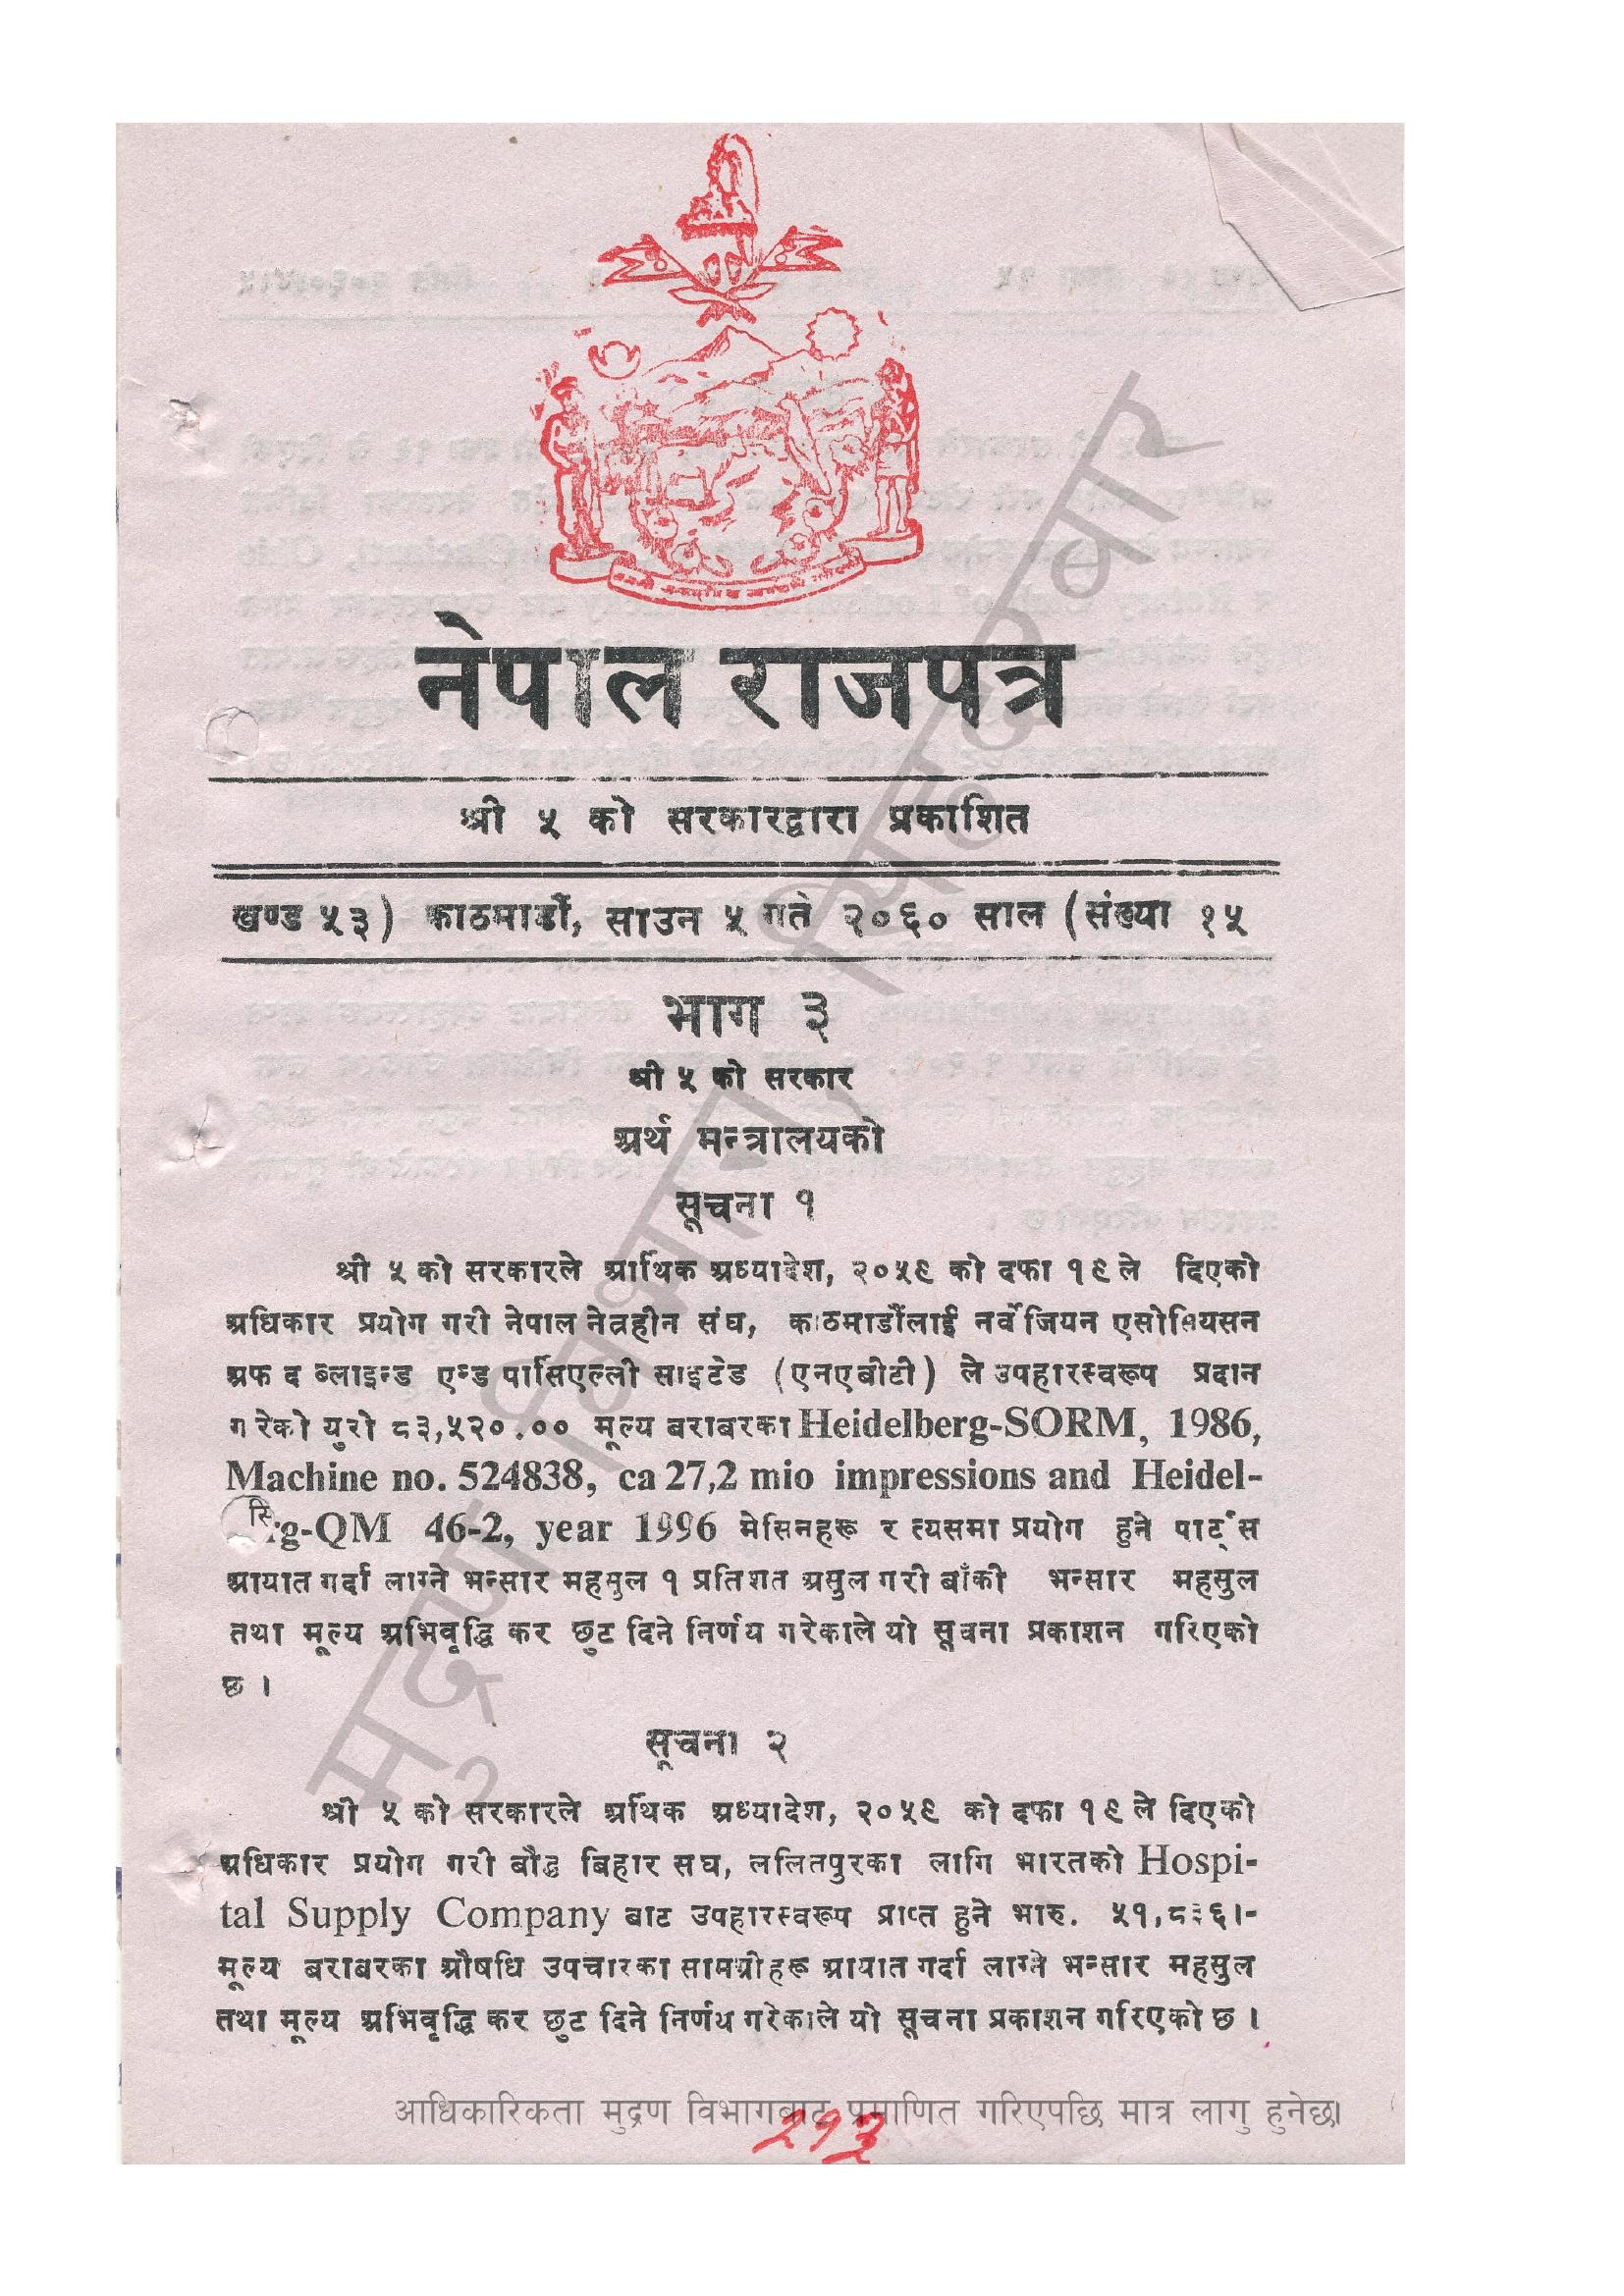 नेपाल राजपत्र
श्री ५ को सरकारद्वारा प्रकाशित
खण्ड ५३) काठमाडौं, साउन ५ गते २०६० साल (संख्या १५
भाग ३
श्री ५ को सरकार
अर्थ मन्त्रालयको
सूचना १
श्री ५ को सरकारले आर्थिक अध्यादेश, २०५९ को दफा १९ ले दिएको
अधिकार प्रयोग गरी नेपाल नेत्रहीन संघ, काठमाडौंलाई नर्वेजियन एसोसियसन
अफ द ब्लाइन्ड एन्ड पार्सिएल्ली साइटेड (एनएबीटी) ले उपहारस्वरूप प्रदान
गरेको युरो ८३,५२०.०० मूल्य बराबरका Heidelberg-SORM, 1986,
Machine no. 524838, ca 27,2 mio impressions and Heidel-
rg-QM 46-2, year 1996 मेसिनहरू र त्यसमा प्रयोग हुने पार्ट्स
आयात गर्दा लाग्ने भन्सार महसुल १ प्रतिशत असुल गरी बाँकी भन्सार महसुल
तथा मूल्य अभिवृद्धि कर छुट दिने निर्णय गरेकाले यो सूचना प्रकाशन गरिएको
छ ।
सूचना २
श्री ५ को सरकारले अर्थिक अध्यादेश, २०५९ को दफा १९ ले दिएको
अधिकार प्रयोग गरी बौद्ध बिहार सघ, ललितपुरका लागि भारतको Hospi-
tal Supply Company बाट उपहारस्वरूप प्राप्त हुने भारु. ५१,८३६।-
मूल्य बराबरका औषधि उपचारका सामग्रीहरू आयात गर्दा लाग्ने भन्सार महसुल
तथा मूल्य अभिवृद्धि कर छुट दिने निर्णय गरेकाले यो सूचना प्रकाशन गरिएको छ ।
आधिकारिकता मुद्रण विभागबाट प्रमाणित गरिएपछि मात्र लागु हुनेछ।
२१३
मुद्रण विभाग, सिंहदरबार